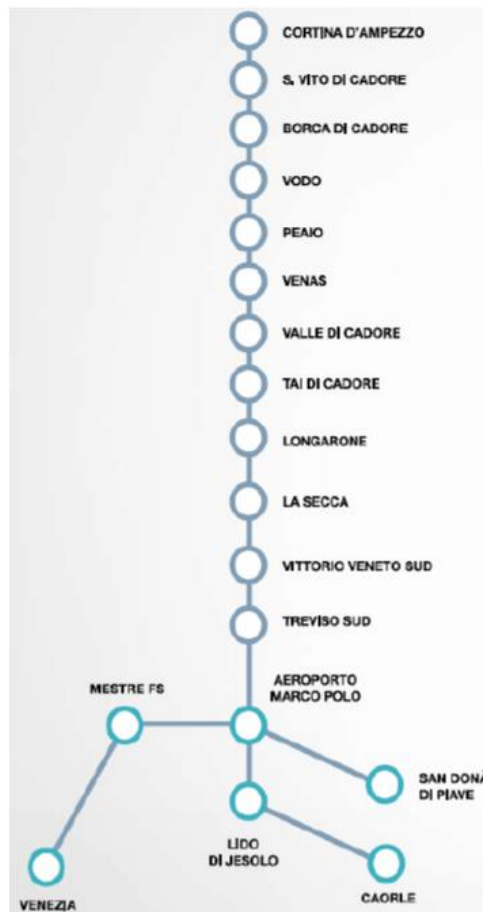 CORTINA D'AMPEZZO
S. VITO DI CADORE
BORCA DI CADORE
VODO
PEAIO
VENAS
VALLE DI CADORE
TAI DI CADORE
LONGARONE
LA SECCA
VITTORIO VENETO SUD
TREVISO SUD
AEROPORTO
MARCO POLO
MESTRE FS
SAN DONÀ
DI PIAVE
LIDO
DI JESOLO
CAORLE
VENEZIA